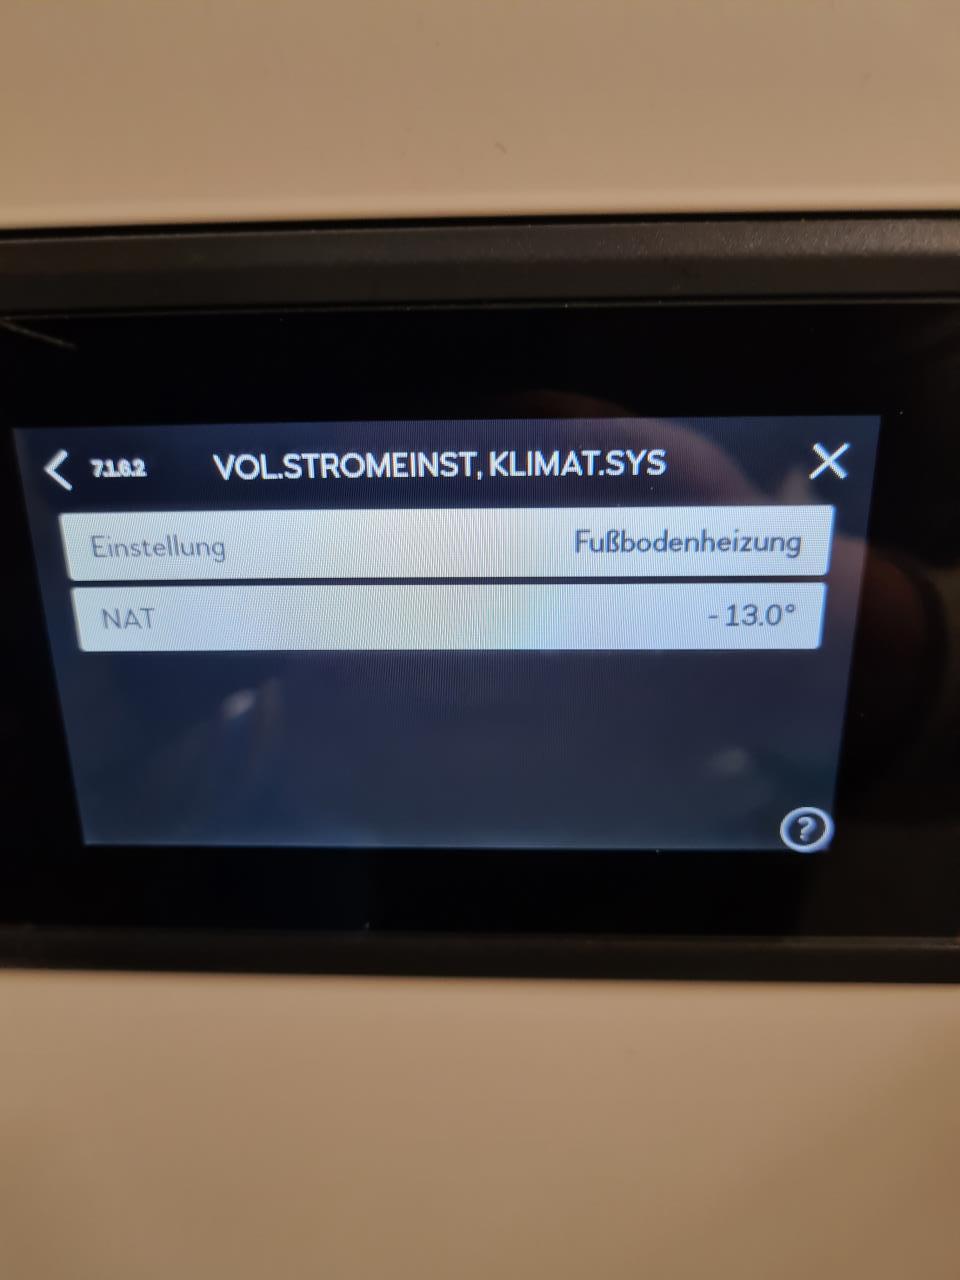 7.1.6.2 VOL.STROMEINST, KLIMAT.SYS
Einstellung Fußbodenheizung
NAT -13.0°
?